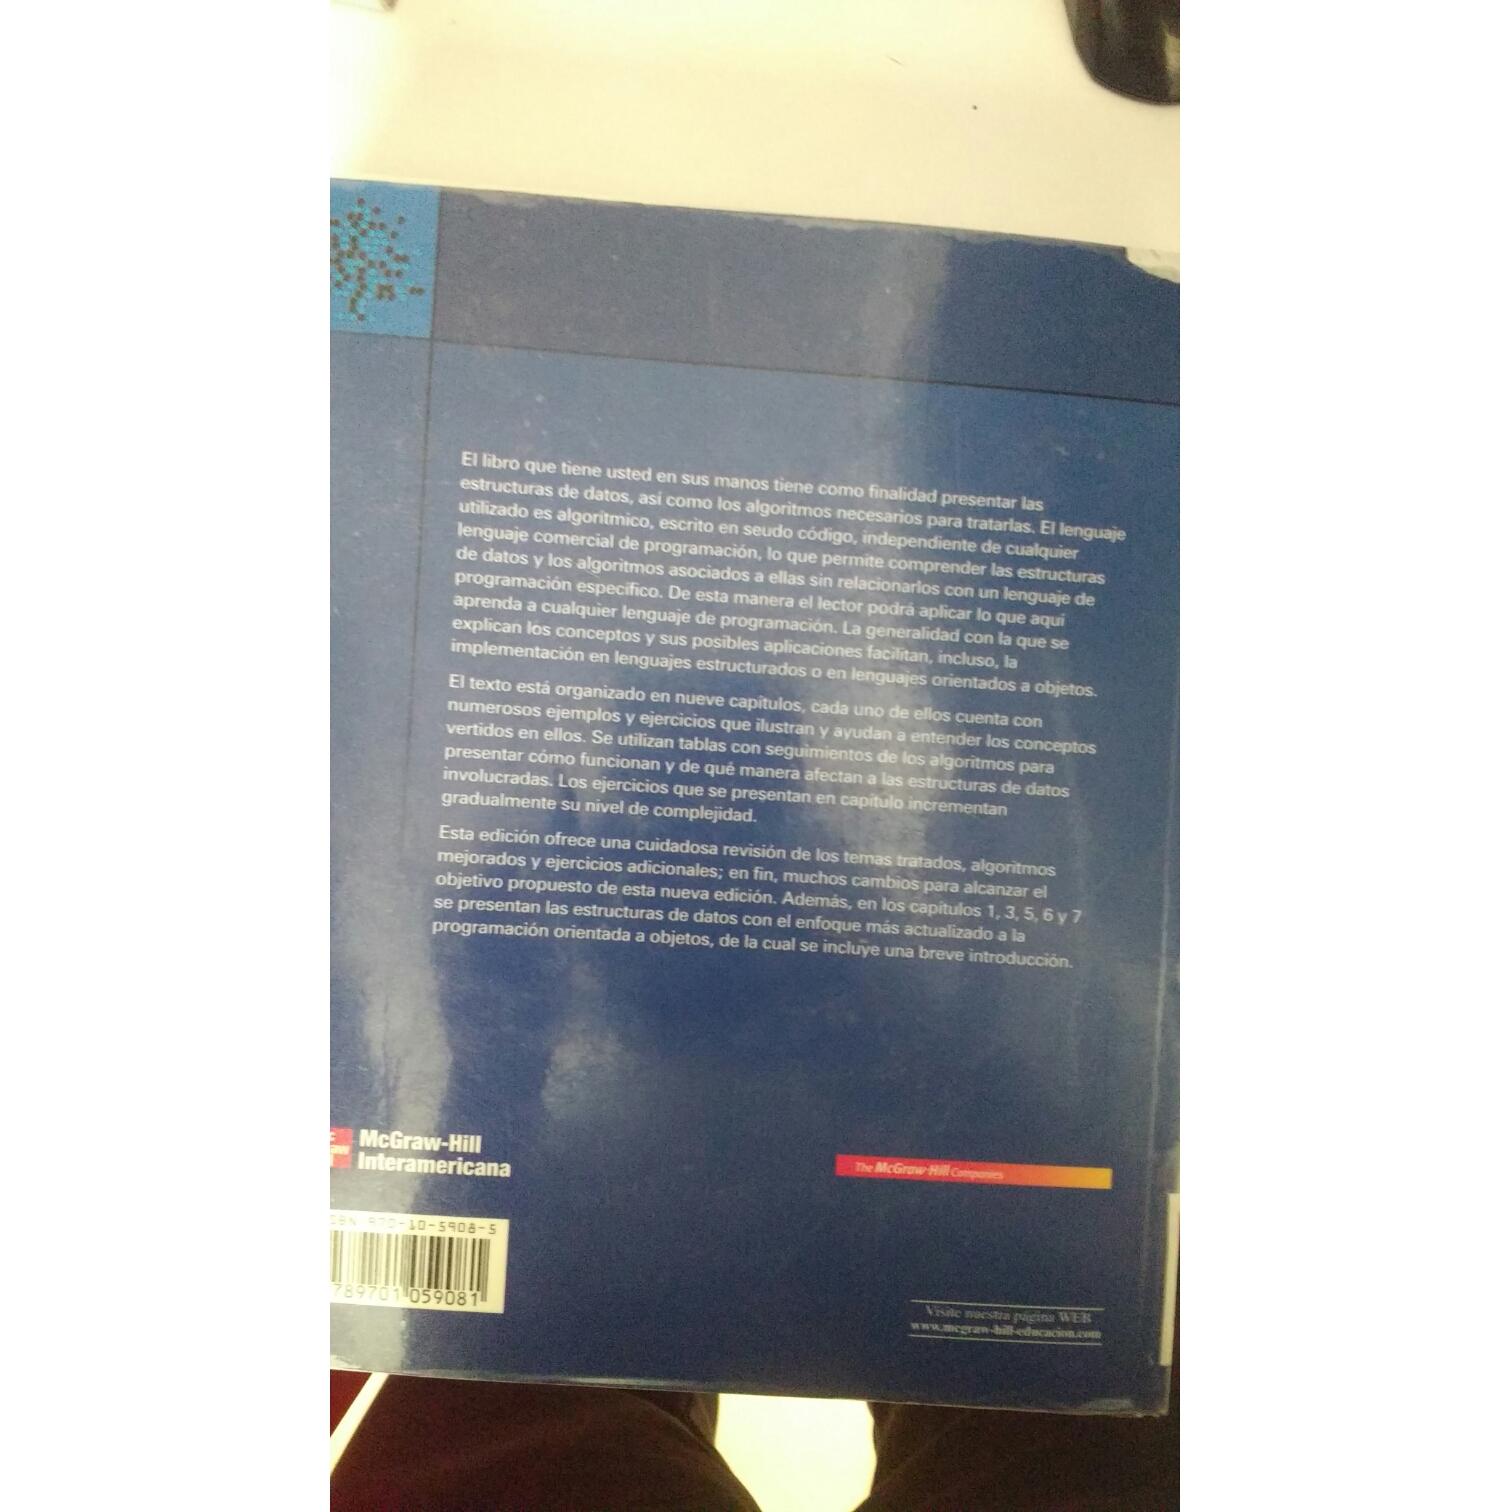 El libro que tiene usted en sus manos tiene como finalidad presentar las
estructuras de datos, así como los algoritmos necesarios para tratarlas. El lenguaje
utilizado es algorítmico, escrito en seudo código, independiente de cualquier
lenguaje comercial de programación, lo que permite comprender las estructuras
de datos y los algoritmos asociados a ellas sin relacionarlos con un lenguaje de
programación específico. De esta manera el lector podrá aplicar lo que aquí
aprenda a cualquier lenguaje de programación. La generalidad con la que se
explican los conceptos y sus posibles aplicaciones facilitan, incluso, la
implementación en lenguajes estructurados o en lenguajes orientados a objetos.
El texto está organizado en nueve capítulos, cada uno de ellos cuenta con
numerosos ejemplos y ejercicios que ilustran y ayudan a entender los conceptos
vertidos en ellos. Se utilizan tablas con seguimientos de los algoritmos para
presentar cómo funcionan y de qué manera afectan a las estructuras de datos
involucradas. Los ejercicios que se presentan en capítulo incrementan
gradualmente su nivel de complejidad.
Esta edición ofrece una cuidadosa revisión de los temas tratados, algoritmos
mejorados y ejercicios adicionales; en fin, muchos cambios para alcanzar el
objetivo propuesto de esta nueva edición. Además, en los capítulos 1, 3, 5, 6 y 7
se presentan las estructuras de datos con el enfoque más actualizado a la
programación orientada a objetos, de la cual se incluye una breve introducción.
McGraw-Hill
Interamericana
The McGraw-Hill Companies
970-10-5908-5
789701 059081
Visite nuestra página WEB
www.mcgraw-hill-educacion.com